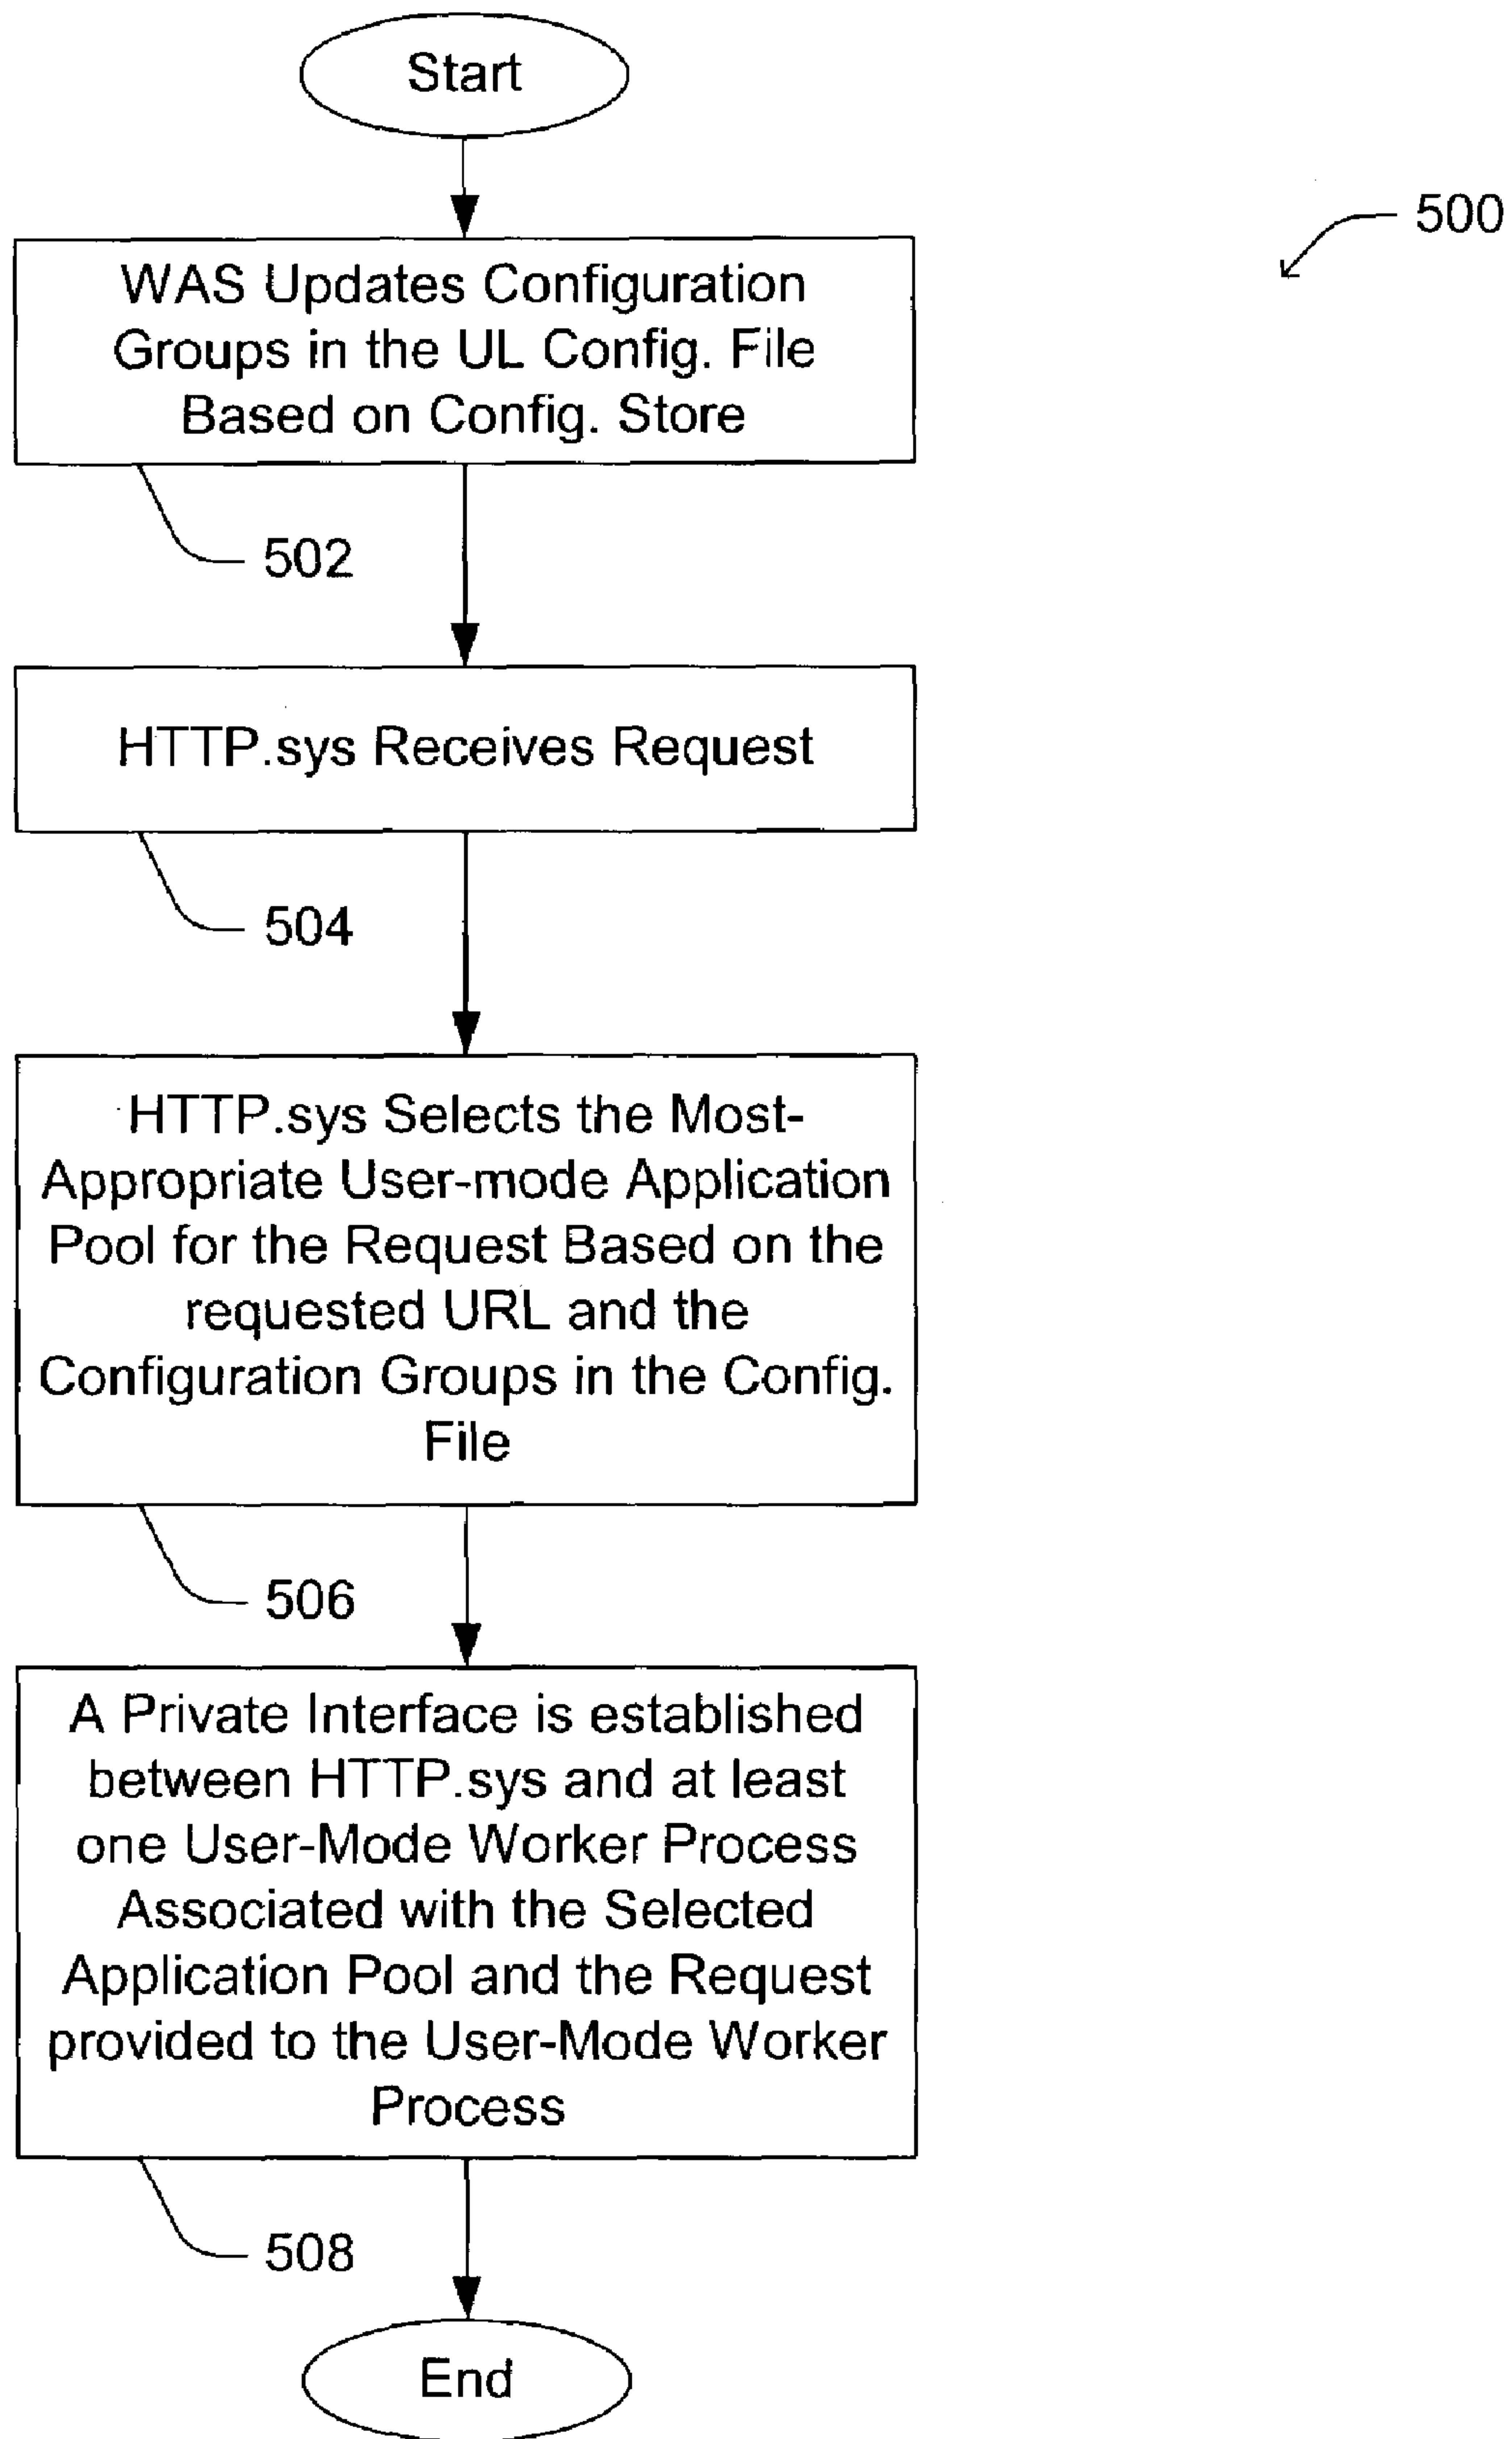 Start
500
WAS Updates Configuration
Groups in the UL Config. File
Based on Config. Store
502
HTTP.sys Receives Request
504
HTTP.sys Selects the Most-
Appropriate User-mode Application
Pool for the Request Based on the
requested URL and the
Configuration Groups in the Config.
File
506
A Private Interface is established
between HTTP.sys and at least
one User-Mode Worker Process
Associated with the Selected
Application Pool and the Request
provided to the User-Mode Worker
Process
508
End